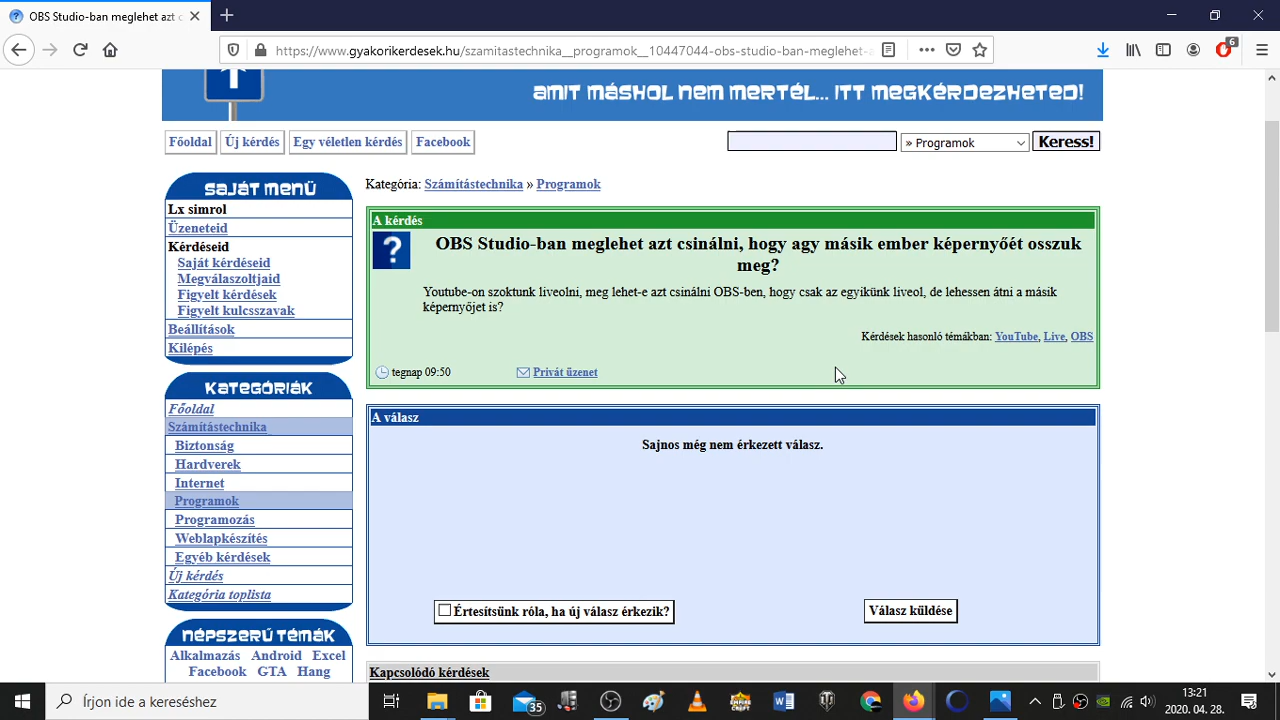 OBS Studio-ban meglehet azt c
https://www.gyakorikerdesek.hu/szamitastechnika__programok__10447044-obs-studio-ban-meglehet-a
6
AMIT MÁSHOL NEM MERTÉL... ITT MEGKÉRDEZHETED!
Főoldal Új kérdés Egy véletlen kérdés Facebook
» Programok Keress!
SAJÁT MENÜ
Lx simrol
Üzeneteid
Kérdéseid
Saját kérdéseid
Megválaszoltjaid
Figyelt kérdések
Figyelt kulcsszavak
Beállítások
Kilépés
KATEGÓRIÁK
Főoldal
Számítástechnika
Biztonság
Hardverek
Internet
Programok
Programozás
Weblapkészítés
Egyéb kérdések
Új kérdés
Kategória toplista
NÉPSZERŰ TÉMÁK
Alkalmazás Android Excel
Facebook GTA Hang
Kategória: Számítástechnika » Programok
A kérdés
OBS Studio-ban meglehet azt csinálni, hogy agy másik ember képernyőét osszuk
meg?
Youtube-on szoktunk liveolni, meg lehet-e azt csinálni OBS-ben, hogy csak az egyikünk liveol, de lehessen átni a másik
képernyőjet is?
Kérdések hasonló témákban: YouTube, Live, OBS
tegnap 09:50 Privát üzenet
A válasz
Sajnos még nem érkezett válasz.
Értesítsünk róla, ha új válasz érkezik? Válasz küldése
Kapcsolódó kérdések
Írjon ide a kereséshez
35
EMPIRE
CRAFT
13:21
2020. 04. 28.